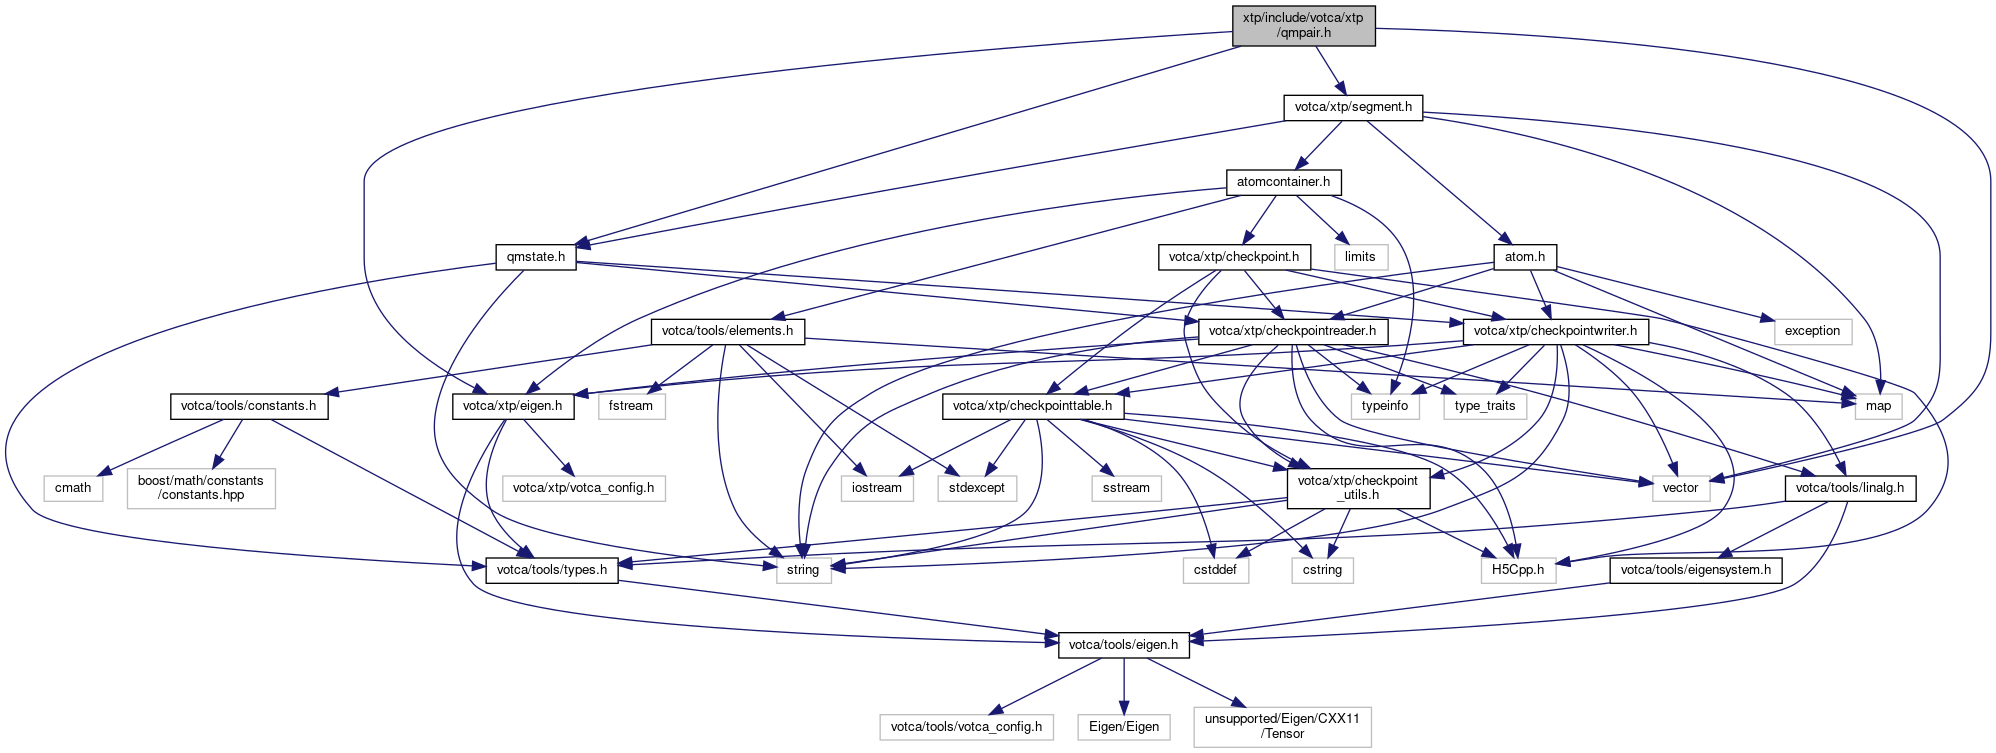 xtp/include/votca/xtp
/qmpair.h
votca/xtp/segment.h
atomcontainer.h
qmstate.h
votca/xtp/checkpoint.h
limits
atom.h
votca/tools/elements.h
votca/xtp/checkpointreader.h
votca/xtp/checkpointwriter.h
exception
votca/tools/constants.h
votca/xtp/eigen.h
fstream
votca/xtp/checkpointtable.h
typeinfo
type_traits
map
cmath
boost/math/constants
/constants.hpp
votca/xtp/votca_config.h
iostream
stdexcept
sstream
votca/xtp/checkpoint
_utils.h
vector
votca/tools/linalg.h
votca/tools/types.h
string
cstddef
cstring
H5Cpp.h
votca/tools/eigensystem.h
votca/tools/eigen.h
votca/tools/votca_config.h
Eigen/Eigen
unsupported/Eigen/CXX11
/Tensor